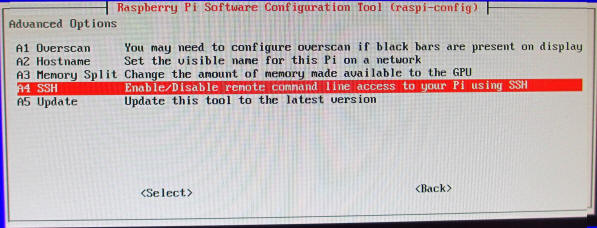 Raspberry Pi Software Configuration Tool (raspi-config)
Advanced Options
A1 Overscan You may need to configure overscan if black bars are present on display
A2 Hostname Set the visible name for this Pi on a network
A3 Memory Split Change the amount of memory made available to the GPU
A4 SSH Enable/Disable remote command line access to your Pi using SSH
A5 Update Update this tool to the latest version
<Select> <Back>